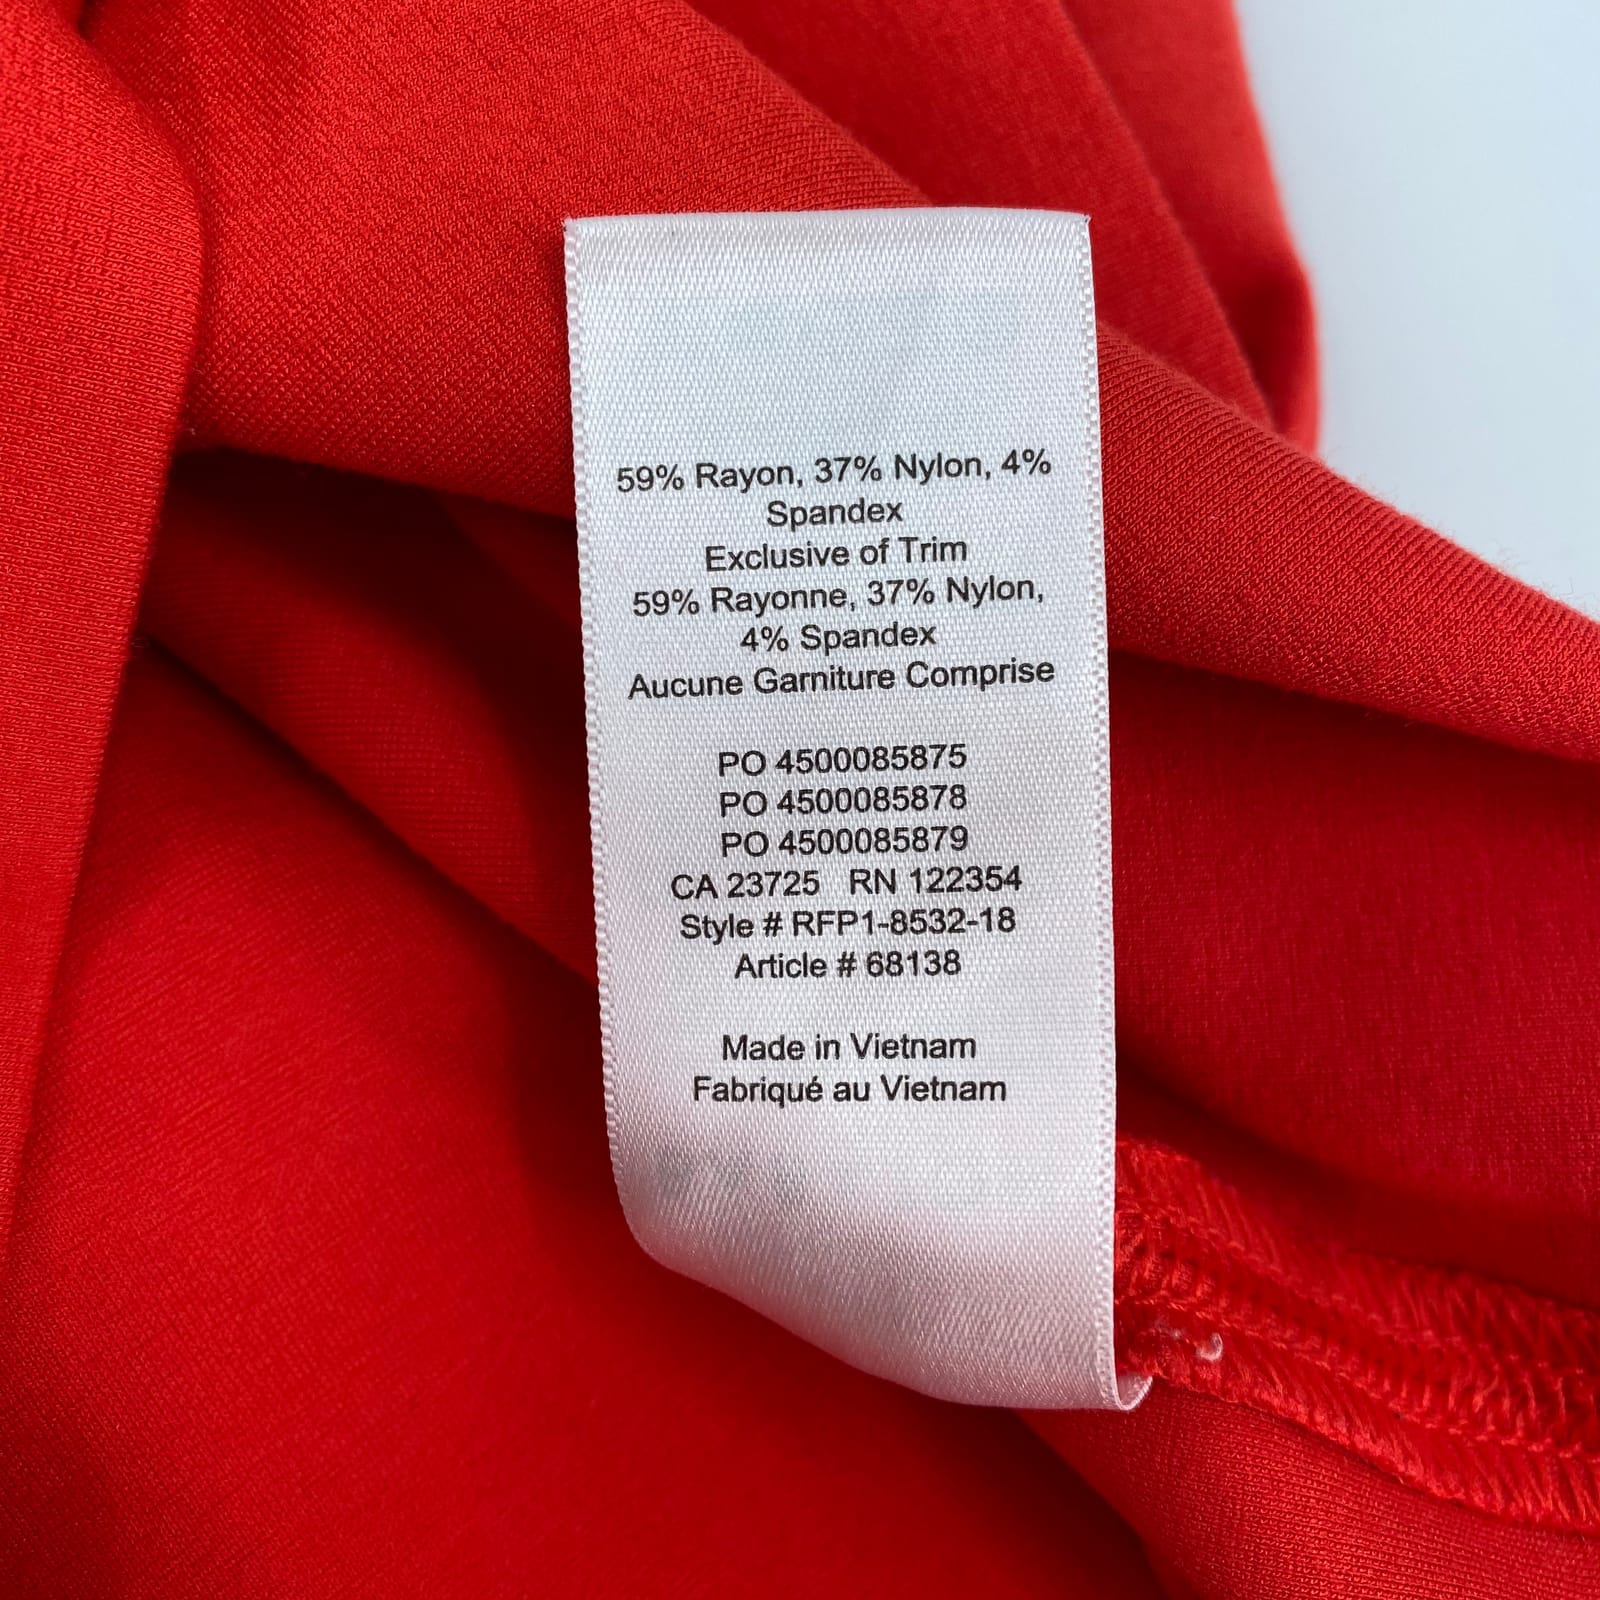 59% Rayon, 37% Nylon, 4%
Spandex
Exclusive of Trim
59% Rayonne, 37% Nylon,
4% Spandex
Aucune Garniture Comprise
PO 4500085875
PO 4500085878
PO 4500085879
CA 23725 RN 122354
Style # RFP1-8532-18
Article # 68138
Made in Vietnam
Fabriqué au Vietnam